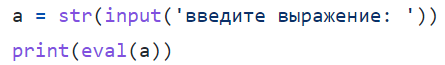 a = str(input('введите выражение: '))
print(eval(a))